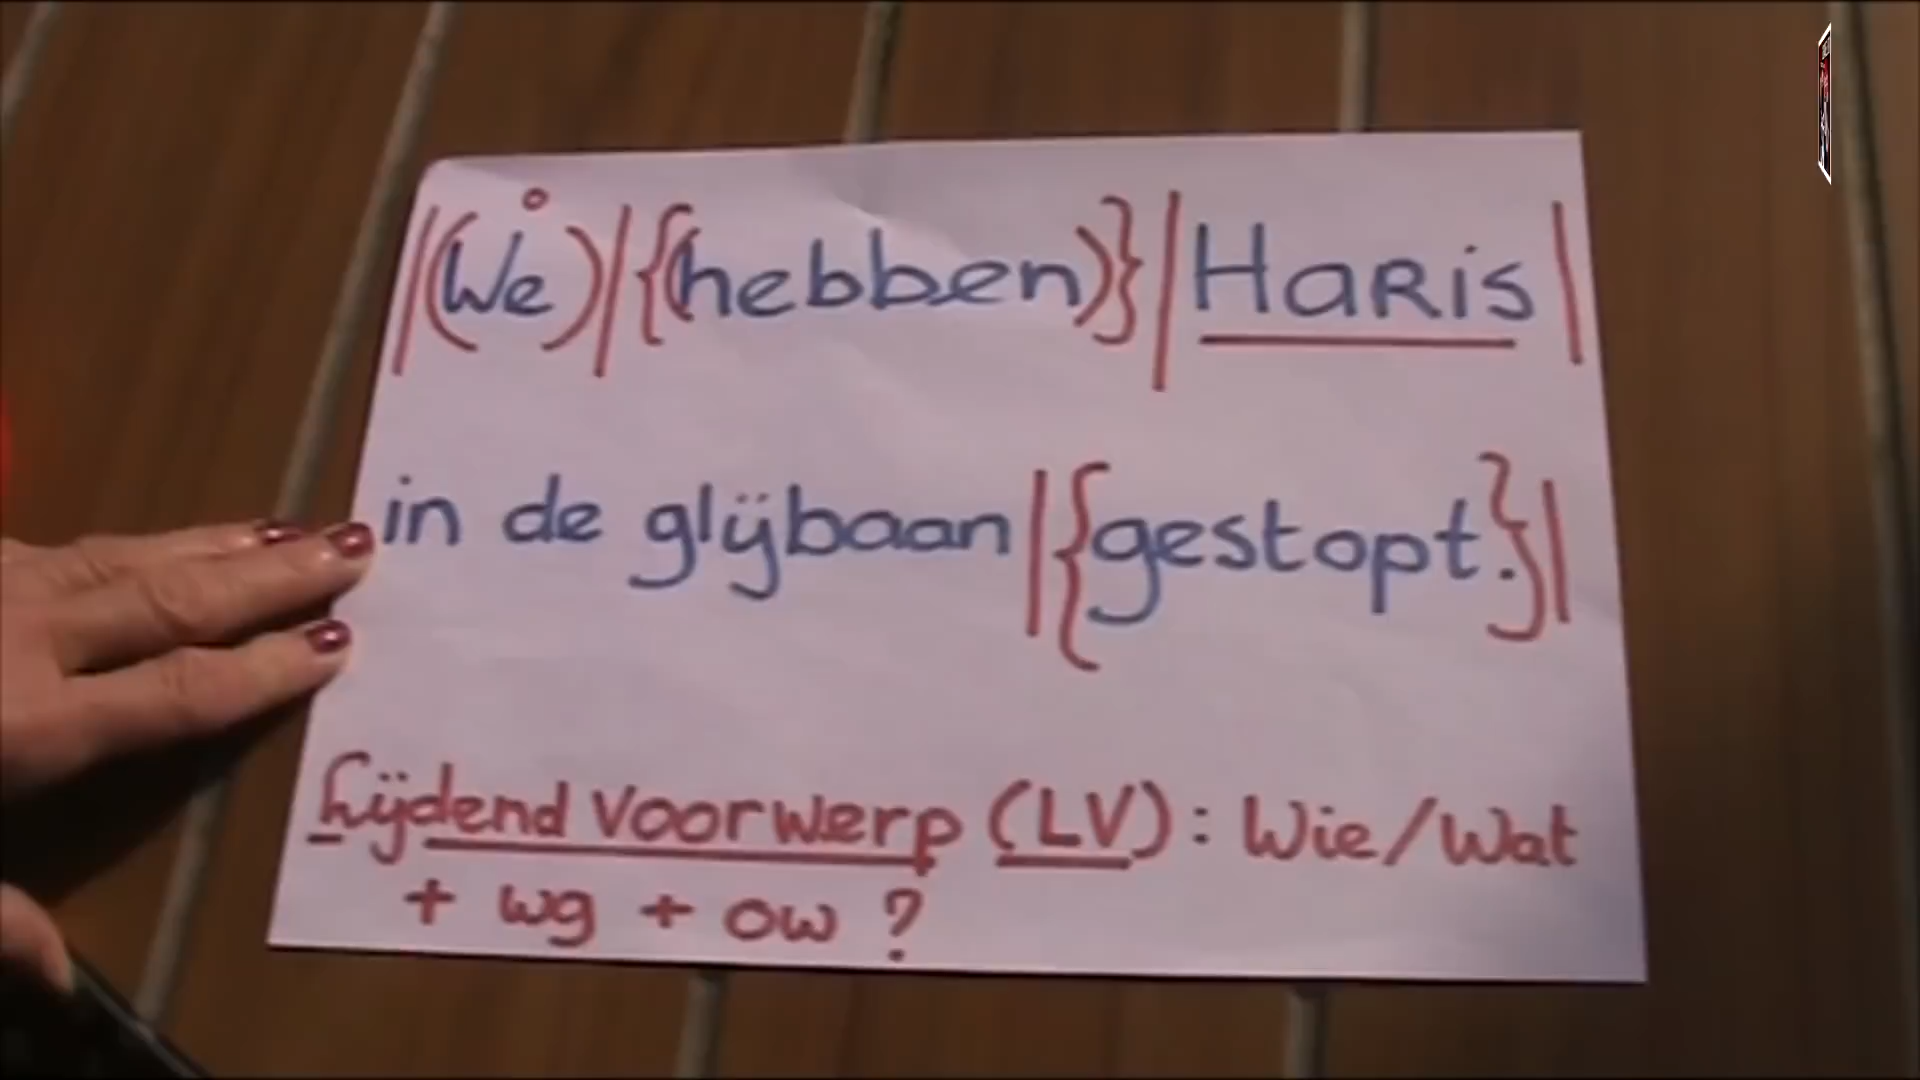 |(We)|{(hebben)}|Haris|
in de glijbaan|{gestopt.}|
Lijdend voorwerp (LV): Wie/Wat
+ wg + ow ?